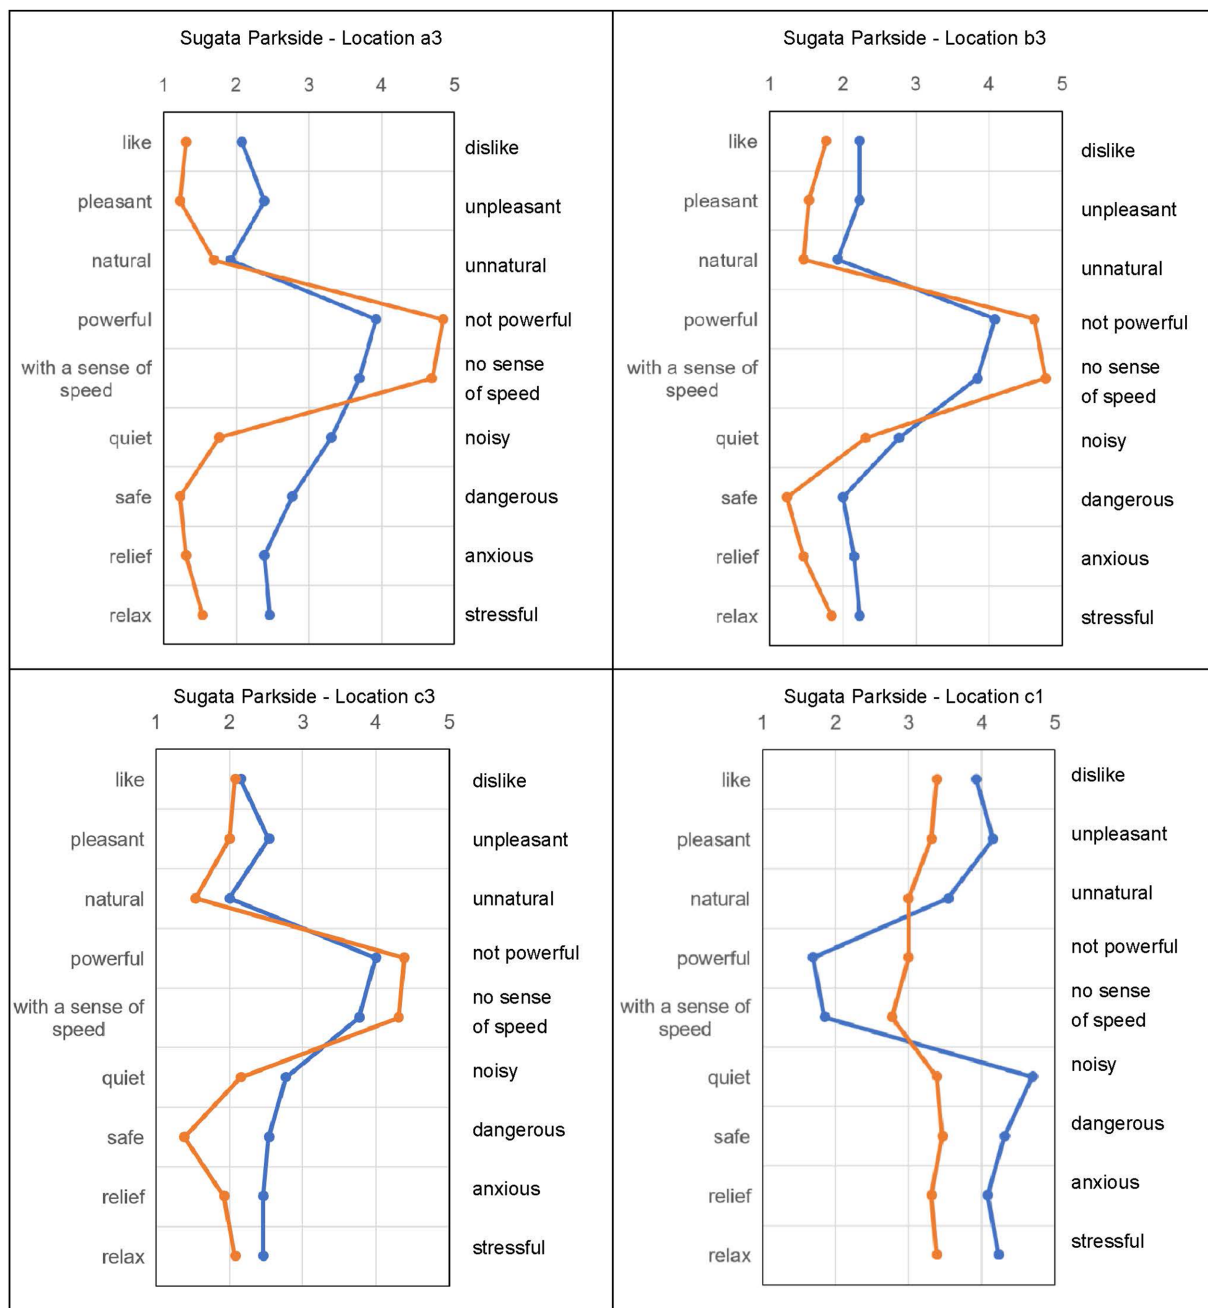 Sugata Parkside - Location a3
1 2 3 4 5
like dislike
pleasant unpleasant
natural unnatural
powerful not powerful
with a sense of no sense
speed of speed
quiet noisy
safe dangerous
relief anxious
relax stressful
Sugata Parkside - Location b3
1 2 3 4 5
like dislike
pleasant unpleasant
natural unnatural
powerful not powerful
with a sense of no sense
speed of speed
quiet noisy
safe dangerous
relief anxious
relax stressful
Sugata Parkside - Location c3
1 2 3 4 5
like dislike
pleasant unpleasant
natural unnatural
powerful not powerful
with a sense of no sense
speed of speed
quiet noisy
safe dangerous
relief anxious
relax stressful
Sugata Parkside - Location c1
1 2 3 4 5
like dislike
pleasant unpleasant
natural unnatural
powerful not powerful
with a sense of no sense
speed of speed
quiet noisy
safe dangerous
relief anxious
relax stressful